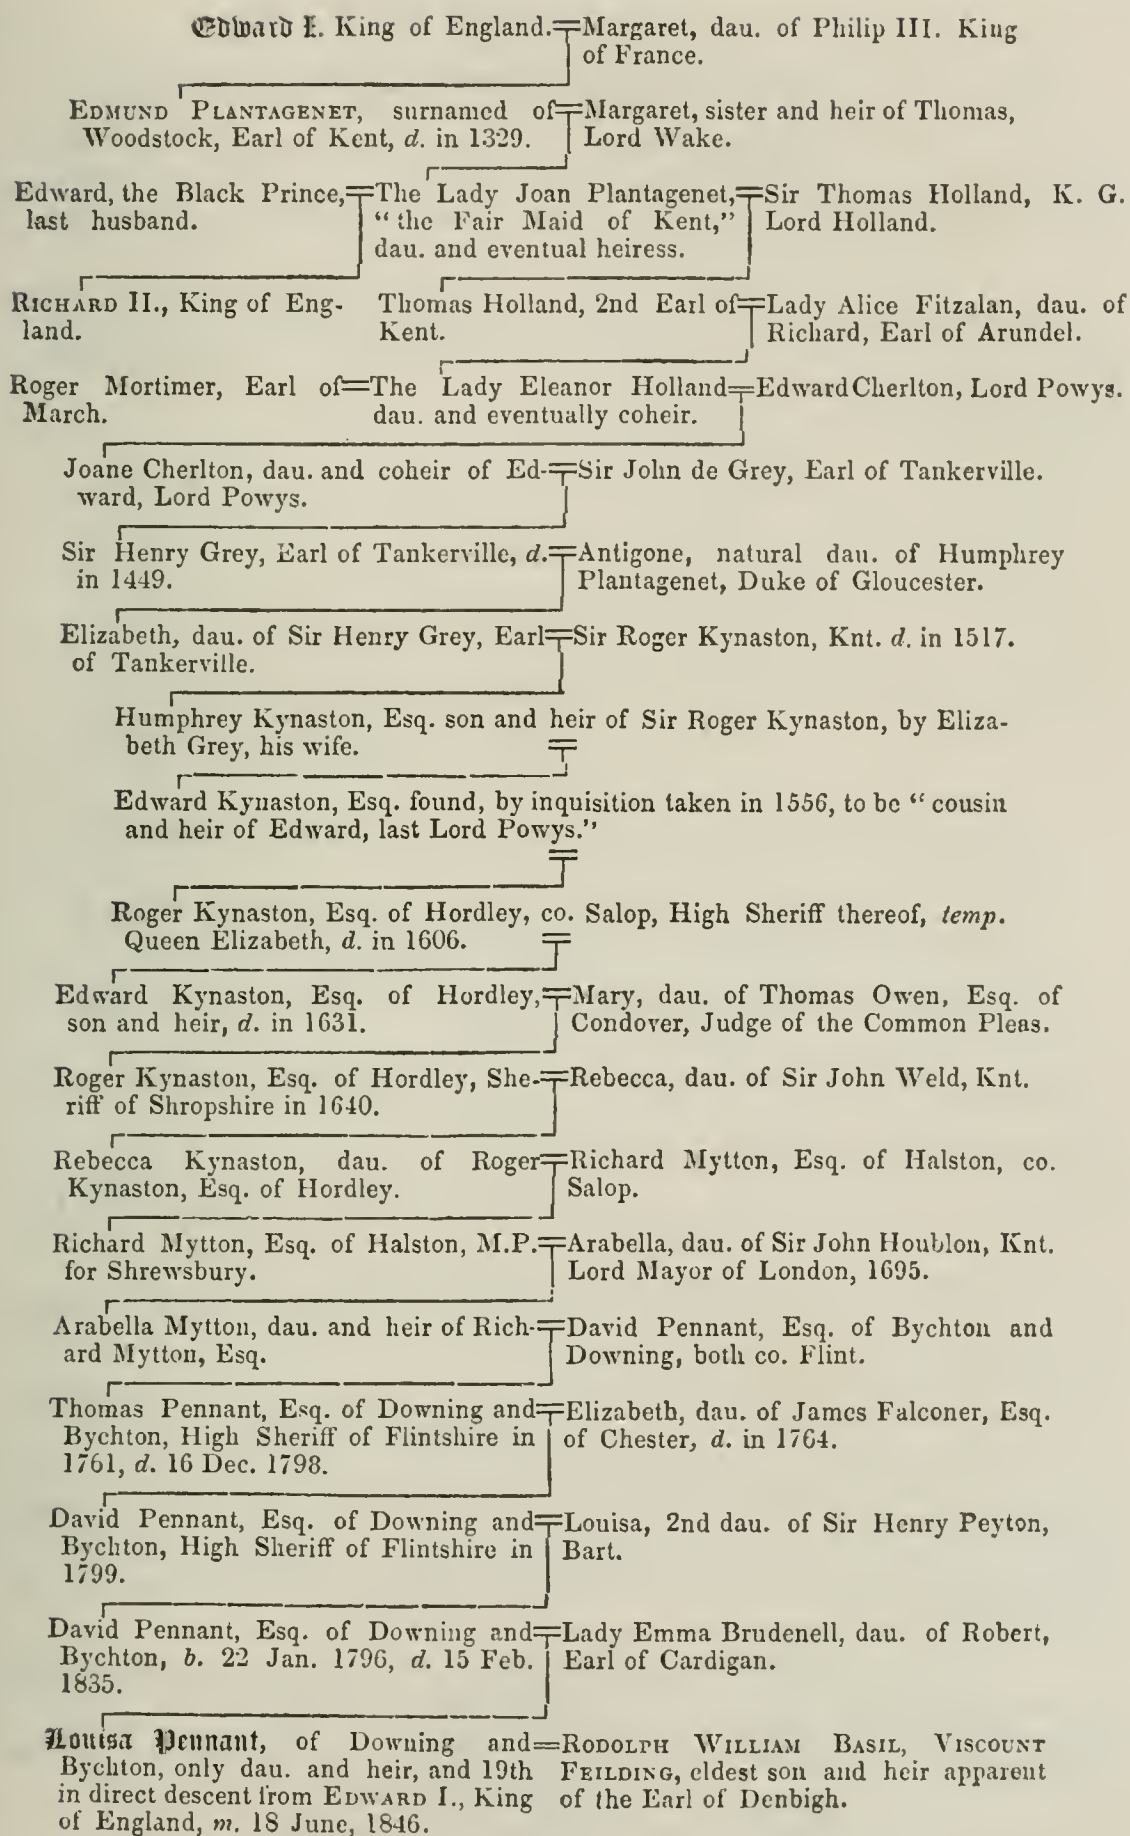 Edward I. King of England. Margaret, dau. of Philip III. King
of France.
EDMUND PLANTAGENET, surnamed of Margaret, sister and heir of Thomas,
Woodstock, Earl of Kent, d. in 1329. Lord Wake.
Edward, the Black Prince, The Lady Joan Plantagenet, Sir Thomas Holland, K. G.
last husband. "the Fair Maid of Kent," Lord Holland.
dau. and eventual heiress.
RICHARD II., King of Eng- Thomas Holland, 2nd Earl of Lady Alice Fitzalan, dau. of
land. Kent. Richard, Earl of Arundel.
Roger Mortimer, Earl of The Lady Eleanor Holland Edward Cherlton, Lord Powys.
March. dau. and eventually coheir.
Joane Cherlton, dau. and coheir of Ed- Sir John de Grey, Earl of Tankerville.
ward, Lord Powys.
Sir Henry Grey, Earl of Tankerville, d. Antigone, natural dau. of Humphrey
in 1449. Plantagenet, Duke of Gloucester.
Elizabeth, dau. of Sir Henry Grey, Earl Sir Roger Kynaston, Knt. d. in 1517.
of Tankerville.
Humphrey Kynaston, Esq. son and heir of Sir Roger Kynaston, by Eliza-
beth Grey, his wife.
Edward Kynaston, Esq. found, by inquisition taken in 1556, to be "cousin
and heir of Edward, last Lord Powys."
Roger Kynaston, Esq. of Hordley, co. Salop, High Sheriff thereof, temp.
Queen Elizabeth, d. in 1606.
Edward Kynaston, Esq. of Hordley, Mary, dau. of Thomas Owen, Esq. of
son and heir, d. in 1631. Condover, Judge of the Common Pleas.
Roger Kynaston, Esq. of Hordley, She- Rebecca, dau. of Sir John Weld, Knt.
riff of Shropshire in 1640.
Rebecca Kynaston, dau. of Roger Richard Mytton, Esq. of Halston, co.
Kynaston, Esq. of Hordley. Salop.
Richard Mytton, Esq. of Halston, M.P. Arabella, dau. of Sir John Houblon, Knt.
for Shrewsbury. Lord Mayor of London, 1695.
Arabella Mytton, dau. and heir of Rich- David Pennant, Esq. of Bychton and
ard Mytton, Esq. Downing, both co. Flint.
Thomas Pennant, Esq. of Downing and Elizabeth, dau. of James Falconer, Esq.
Bychton, High Sheriff of Flintshire in of Chester, d. in 1764.
1761, d. 16 Dec. 1798.
David Pennant, Esq. of Downing and Louisa, 2nd dau. of Sir Henry Peyton,
Bychton, High Sheriff of Flintshire in Bart.
1799.
David Pennant, Esq. of Downing and Lady Emma Brudenell, dau. of Robert,
Bychton, b. 22 Jan. 1796, d. 15 Feb. Earl of Cardigan.
1835.
Louisa Pennant, of Downing and RODOLPH WILLIAM BASIL, VISCOUNT
Bychton, only dau. and heir, and 19th FEILDING, eldest son and heir apparent
in direct descent from EDWARD I., King of the Earl of Denbigh.
of England, m. 18 June, 1846.